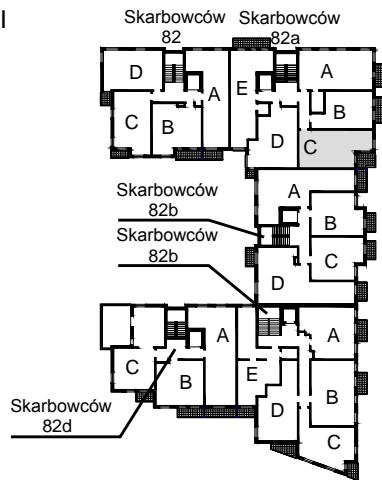 l
Skarbowców Skarbowców
82 82a
D A E A
C B B
D C
Skarbowców
82b
A
B
Skarbowców
82b
C
D
A A
C B E B
D
Skarbowców
82d
C